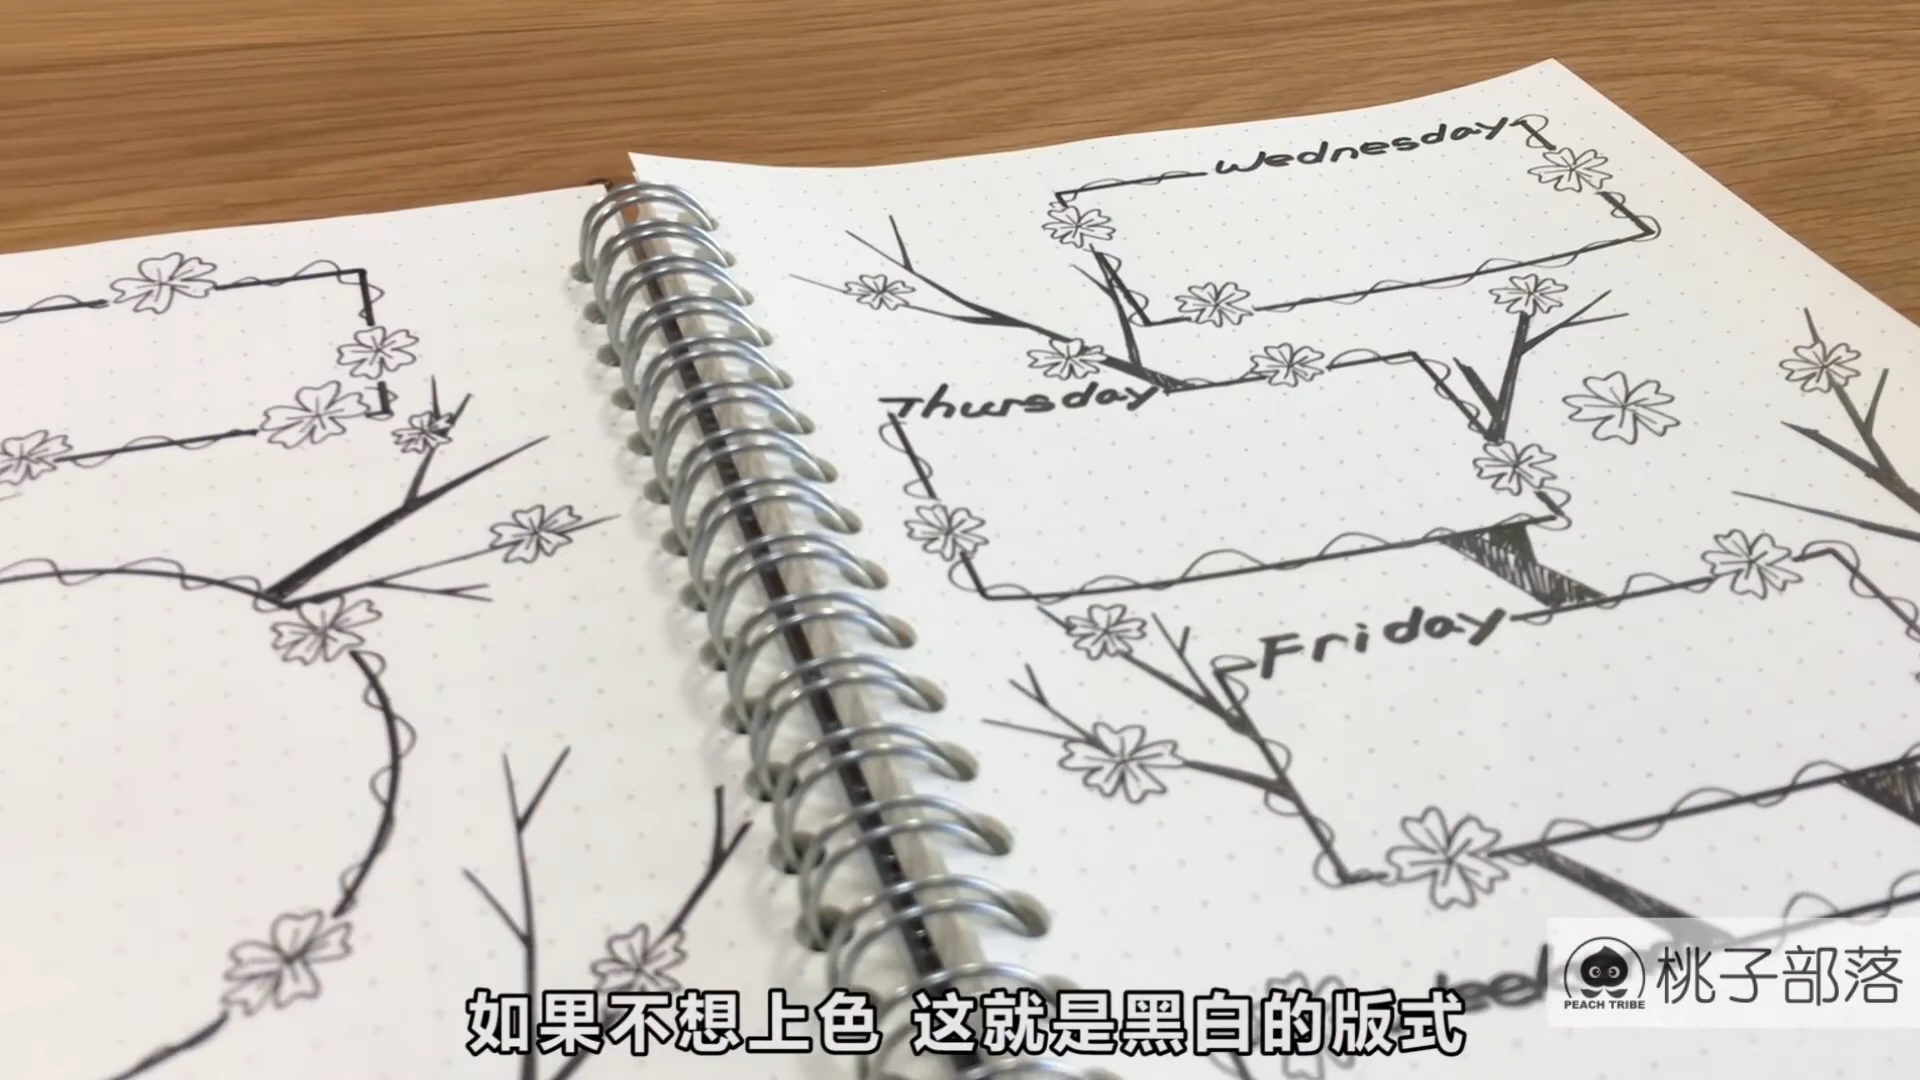 Wednesday
Thursday
Friday
桃子部落
PEACH TRIBE
如果不想上色 这就是黑白的版式